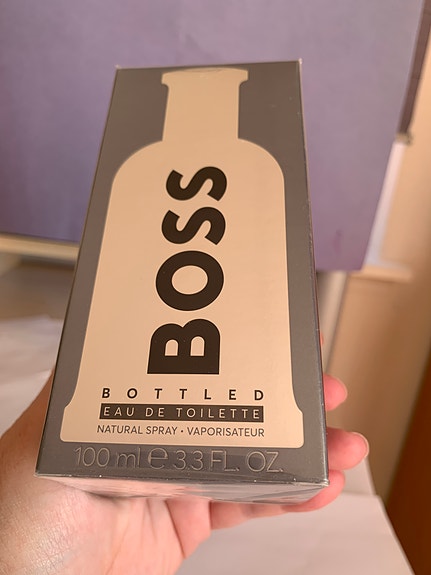 BOSS
BOTTLED
EAU DE TOILETTE
NATURAL SPRAY • VAPORISATEUR
100 ml ℮ 3.3 FL. OZ.